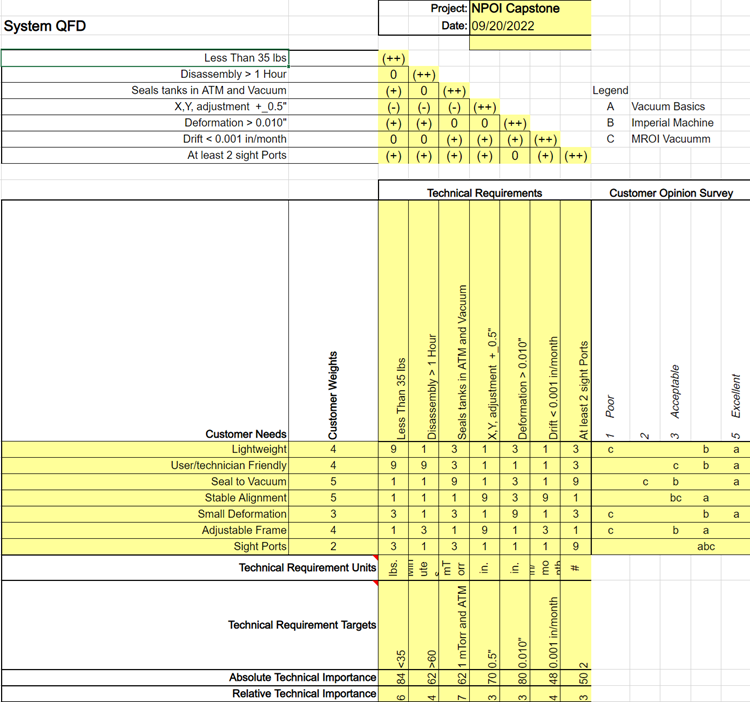 Project: NPOI Capstone
System QFD
Date: 09/20/2022
Less Than 35 lbs (++)
Disassembly > 1 Hour 0 (++)
Seals tanks in ATM and Vacuum (+) 0 (++) Legend
X,Y, adjustment +_0.5" (-) (-) (-) (++) A Vacuum Basics
Deformation > 0.010" (+) (+) 0 0 (++) B Imperial Machine
Drift < 0.001 in/month 0 0 (+) (+) (+) (++) C MROI Vacuumm
At least 2 sight Ports (+) (+) (+) (+) 0 (+) (++)
Technical Requirements Customer Opinion Survey
Customer Needs
Customer Weights
Less Than 35 lbs
Disassembly > 1 Hour
Seals tanks in ATM and Vacuum
X,Y, adjustment +_0.5"
Deformation > 0.010"
Drift < 0.001 in/month
At least 2 sight Ports
1 Poor
2
3 Acceptable
5 Excellent
Lightweight 4 9 1 3 1 3 1 3 c b a
User/technician Friendly 4 9 9 3 1 1 1 3 c b a
Seal to Vacuum 5 1 1 9 1 3 1 9 c b a
Stable Alignment 5 1 1 1 9 3 9 1 bc a
Small Deformation 3 3 1 3 1 9 1 3 c b a
Adjustable Frame 4 1 3 1 9 1 3 1 c b a
Sight Ports 2 3 1 3 1 1 1 9 abc
Technical Requirement Units lbs. ute mT orr in. in. mo #
Technical Requirement Targets <35 >60 1 mTorr and ATM 0.5" 0.010" 0.001 in/month 2
Absolute Technical Importance 84 62 62 70 80 48 50
Relative Technical Importance 6 4 7 3 3 4 3